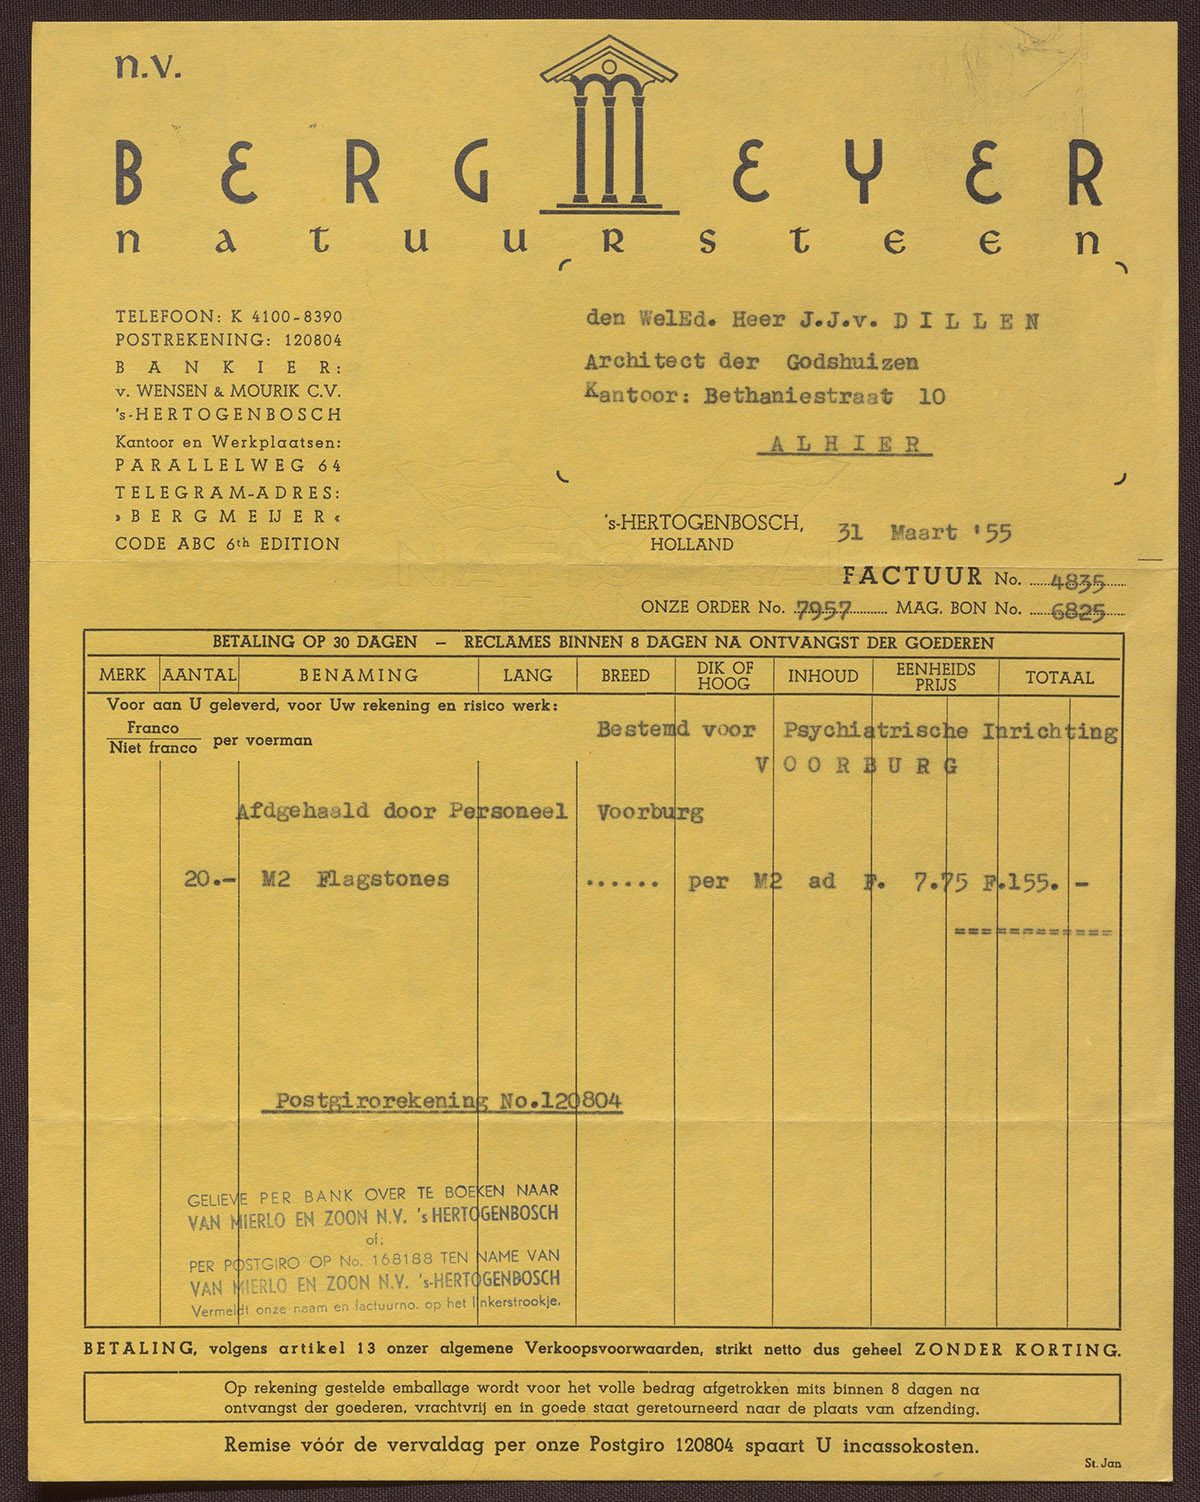 n.v.
BERGMEYER
natuursteen
TELEFOON: K 4100-8390
POSTREKENING: 120804
BANKIER:
v. WENSEN & MOURIK C.V.
's-HERTOGENBOSCH
Kantoor en Werkplaatsen:
PARALLELWEG 64
TELEGRAM-ADRES:
»BERGMEIJER«
CODE ABC 6th EDITION
den WelEd. Heer J.J.v. DILLEN
Architect der Godshuizen
Kantoor: Bethaniestraat 10
ALHIER
's-HERTOGENBOSCH, 31 Maart '55
HOLLAND
FACTUUR No. 4835
ONZE ORDER No. 7957 MAG. BON No. 6825
BETALING OP 30 DAGEN – RECLAMES BINNEN 8 DAGEN NA ONTVANGST DER GOEDEREN
MERK AANTAL BENAMING LANG BREED DIK OF HOOG INHOUD EENHEIDS PRIJS TOTAAL
Voor aan U geleverd, voor Uw rekening en risico werk:
Franco
Niet franco per voerman
Bestemd voor Psychiatrische Inrichting
VOORBURG
Afdgehaald door Personeel Voorburg
20.- M2 Flagstones ...... per M2 ad F. 7.75 F.155. -
============
Postgirorekening No.120804
GELIEVE PER BANK OVER TE BOEKEN NAAR
VAN MIERLO EN ZOON N.V. 's HERTOGENBOSCH
of:
PER POSTGIRO OP No. 168188 TEN NAME VAN
VAN MIERLO EN ZOON N.V. 's-HERTOGENBOSCH
Vermeldt onze naam en factuurno. op het linkerstrookje.
BETALING, volgens artikel 13 onzer algemene Verkoopsvoorwaarden, strikt netto dus geheel ZONDER KORTING.
Op rekening gestelde emballage wordt voor het volle bedrag afgetrokken mits binnen 8 dagen na
ontvangst der goederen, vrachtvrij en in goede staat geretourneerd naar de plaats van afzending.
Remise vóór de vervaldag per onze Postgiro 120804 spaart U incassokosten.
St. Jan